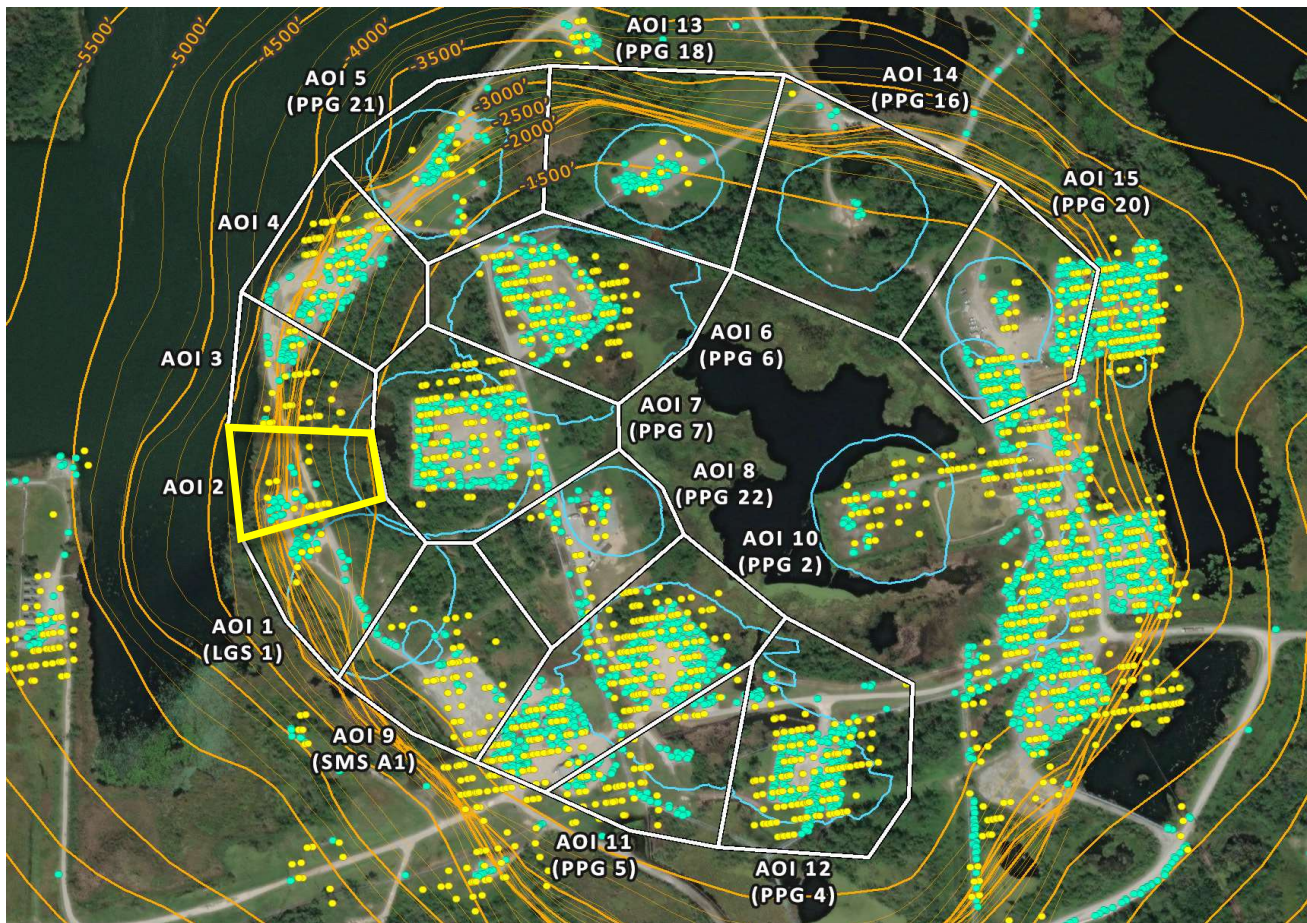 -5500'
-5000'
-4500'
-4000'
-3500'
-3000'
-2500'
-2000'
-1500'
AOI 13
(PPG 18)
AOI 14
(PPG 16)
AOI 5
(PPG 21)
AOI 15
(PPG 20)
AOI 4
AOI 3
AOI 6
(PPG 6)
AOI 7
(PPG 7)
AOI 2
AOI 8
(PPG 22)
AOI 10
(PPG 2)
AOI 1
(LGS 1)
AOI 9
(SMS A1)
AOI 11
(PPG 5)
AOI 12
(PPG 4)